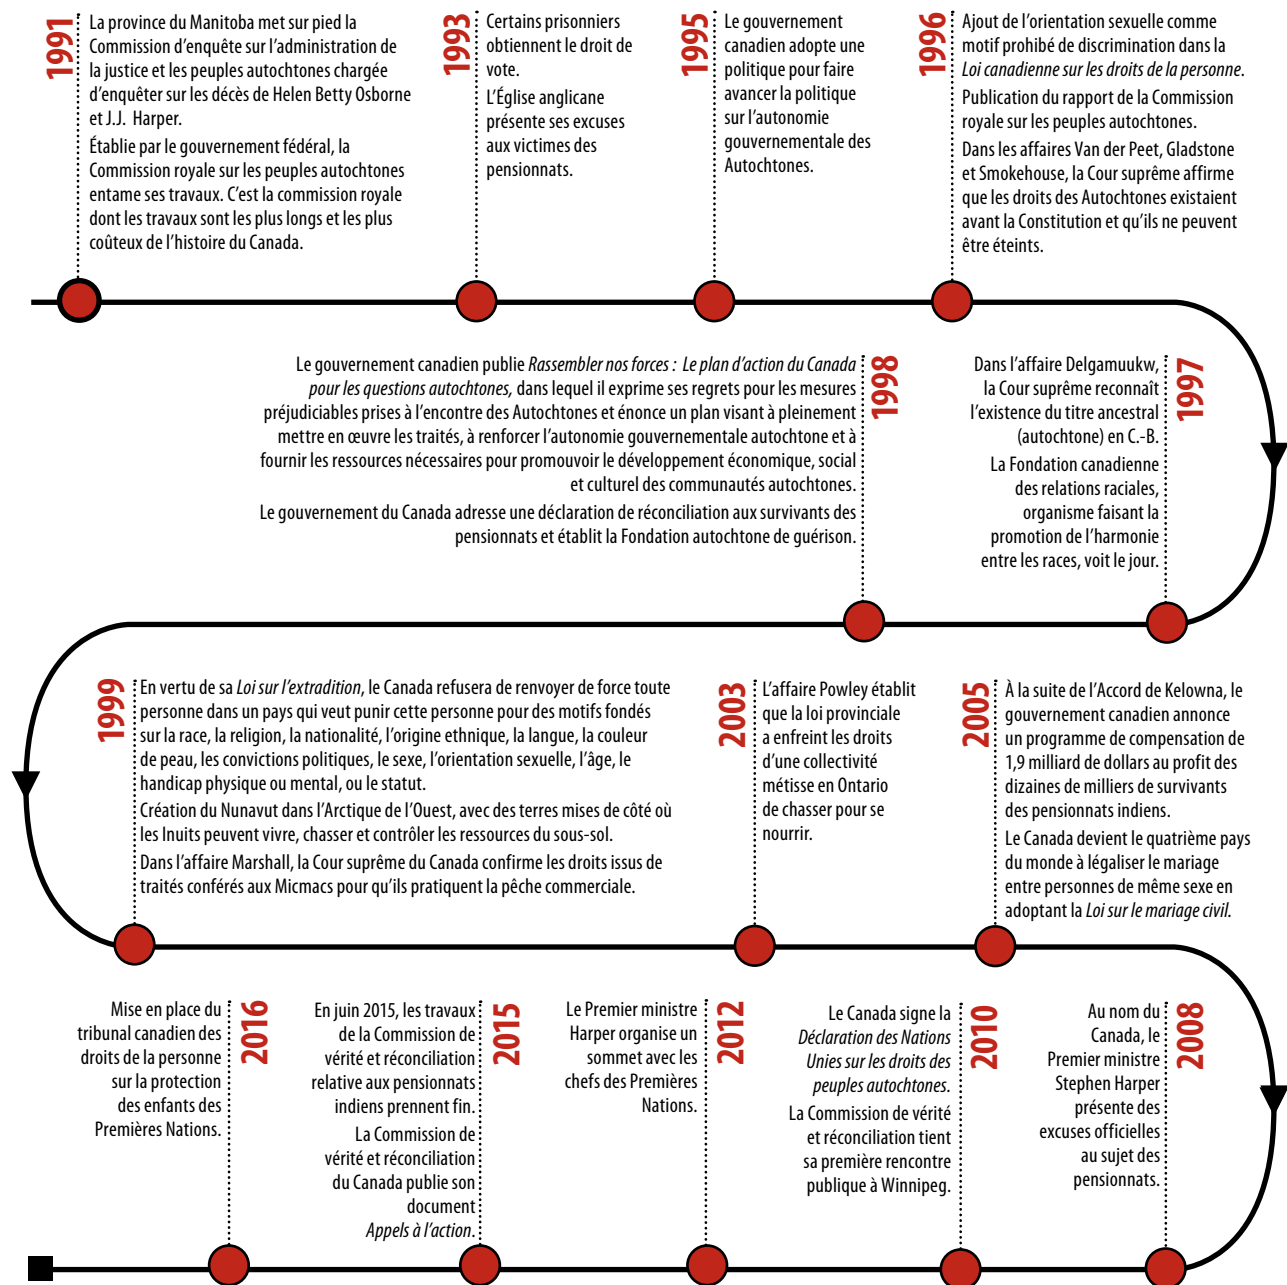 1991
La province du Manitoba met sur pied la
Commission d'enquête sur l'administration de
la justice et les peuples autochtones chargée
d'enquêter sur les décès de Helen Betty Osborne
et J.J. Harper.
Établie par le gouvernement fédéral, la
Commission royale sur les peuples autochtones
entame ses travaux. C'est la commission royale
dont les travaux sont les plus longs et les plus
coûteux de l'histoire du Canada.
1993
Certains prisonniers
obtiennent le droit de
vote.
L'Église anglicane
présente ses excuses
aux victimes des
pensionnats.
1995
Le gouvernement
canadien adopte une
politique pour faire
avancer la politique
sur l'autonomie
gouvernementale des
Autochtones.
1996
Ajout de l'orientation sexuelle comme
motif prohibé de discrimination dans la
Loi canadienne sur les droits de la personne.
Publication du rapport de la Commission
royale sur les peuples autochtones.
Dans les affaires Van der Peet, Gladstone
et Smokehouse, la Cour suprême affirme
que les droits des Autochtones existaient
avant la Constitution et qu'ils ne peuvent
être éteints.
1997
Dans l'affaire Delgamuukw,
la Cour suprême reconnaît
l'existence du titre ancestral
(autochtone) en C.-B.
La Fondation canadienne
des relations raciales,
organisme faisant la
promotion de l'harmonie
entre les races, voit le jour.
1998
Le gouvernement canadien publie Rassembler nos forces : Le plan d'action du Canada
pour les questions autochtones, dans lequel il exprime ses regrets pour les mesures
préjudiciables prises à l'encontre des Autochtones et énonce un plan visant à pleinement
mettre en œuvre les traités, à renforcer l'autonomie gouvernementale autochtone et à
fournir les ressources nécessaires pour promouvoir le développement économique, social
et culturel des communautés autochtones.
Le gouvernement du Canada adresse une déclaration de réconciliation aux survivants des
pensionnats et établit la Fondation autochtone de guérison.
1999
En vertu de sa Loi sur l'extradition, le Canada refusera de renvoyer de force toute
personne dans un pays qui veut punir cette personne pour des motifs fondés
sur la race, la religion, la nationalité, l'origine ethnique, la langue, la couleur
de peau, les convictions politiques, le sexe, l'orientation sexuelle, l'âge, le
handicap physique ou mental, ou le statut.
Création du Nunavut dans l'Arctique de l'Ouest, avec des terres mises de côté où
les Inuits peuvent vivre, chasser et contrôler les ressources du sous-sol.
Dans l'affaire Marshall, la Cour suprême du Canada confirme les droits issus de
traités conférés aux Micmacs pour qu'ils pratiquent la pêche commerciale.
2003
L'affaire Powley établit
que la loi provinciale
a enfreint les droits
d'une collectivité
métisse en Ontario
de chasser pour se
nourrir.
2005
À la suite de l'Accord de Kelowna, le
gouvernement canadien annonce
un programme de compensation de
1,9 milliard de dollars au profit des
dizaines de milliers de survivants
des pensionnats indiens.
Le Canada devient le quatrième pays
du monde à légaliser le mariage
entre personnes de même sexe en
adoptant la Loi sur le mariage civil.
2008
Au nom du
Canada, le
Premier ministre
Stephen Harper
présente des
excuses officielles
au sujet des
pensionnats.
2010
Le Canada signe la
Déclaration des Nations
Unies sur les droits des
peuples autochtones.
La Commission de vérité
et réconciliation tient
sa première rencontre
publique à Winnipeg.
2012
Le Premier ministre
Harper organise un
sommet avec les
chefs des Premières
Nations.
2015
En juin 2015, les travaux
de la Commission de
vérité et réconciliation
relative aux pensionnats
indiens prennent fin.
La Commission de
vérité et réconciliation
du Canada publie son
document
Appels à l'action.
2016
Mise en place du
tribunal canadien des
droits de la personne
sur la protection
des enfants des
Premières Nations.